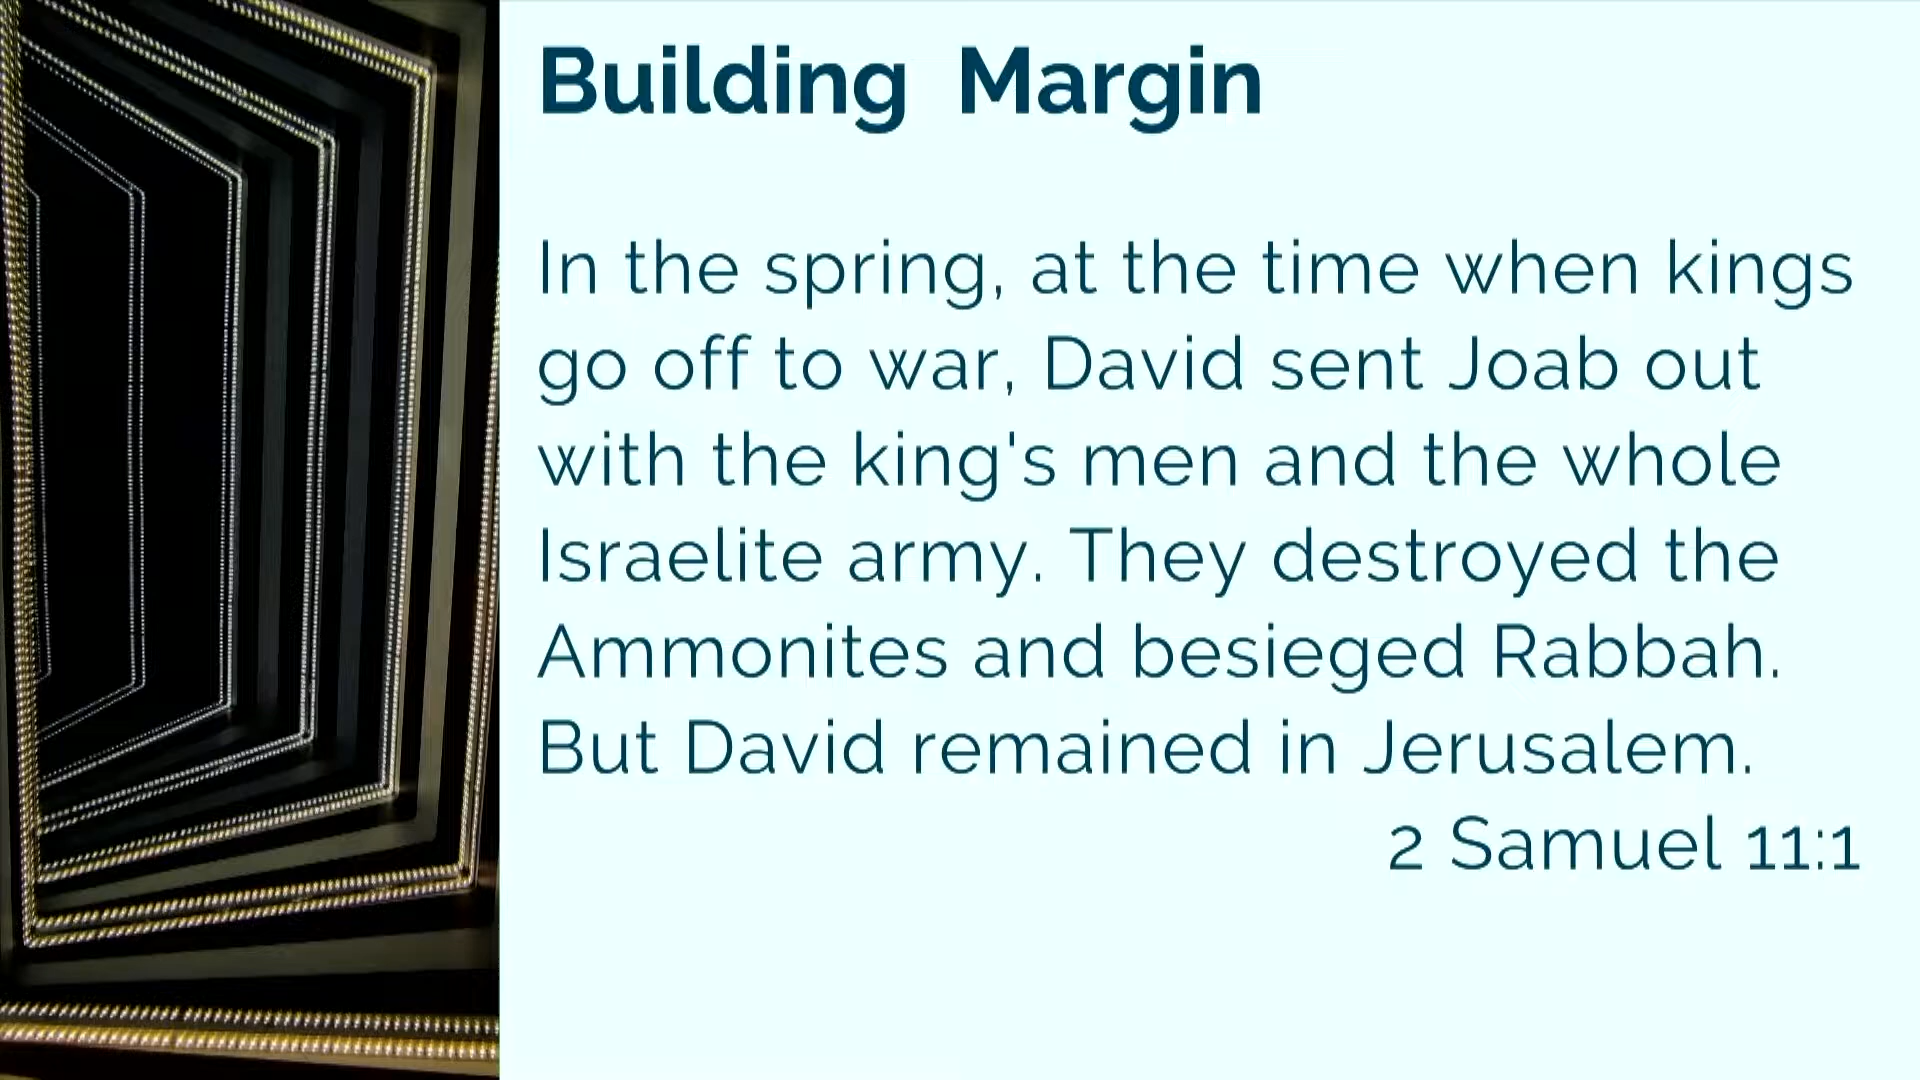 Building Margin
In the spring, at the time when kings
go off to war, David sent Joab out
with the king's men and the whole
Israelite army. They destroyed the
Ammonites and besieged Rabbah.
But David remained in Jerusalem.
2 Samuel 11:1